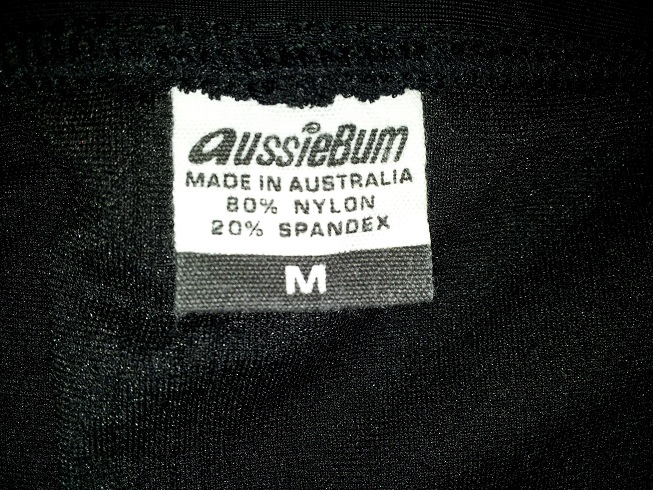 aussieBum
MADE IN AUSTRALIA
80% NYLON
20% SPANDEX
M